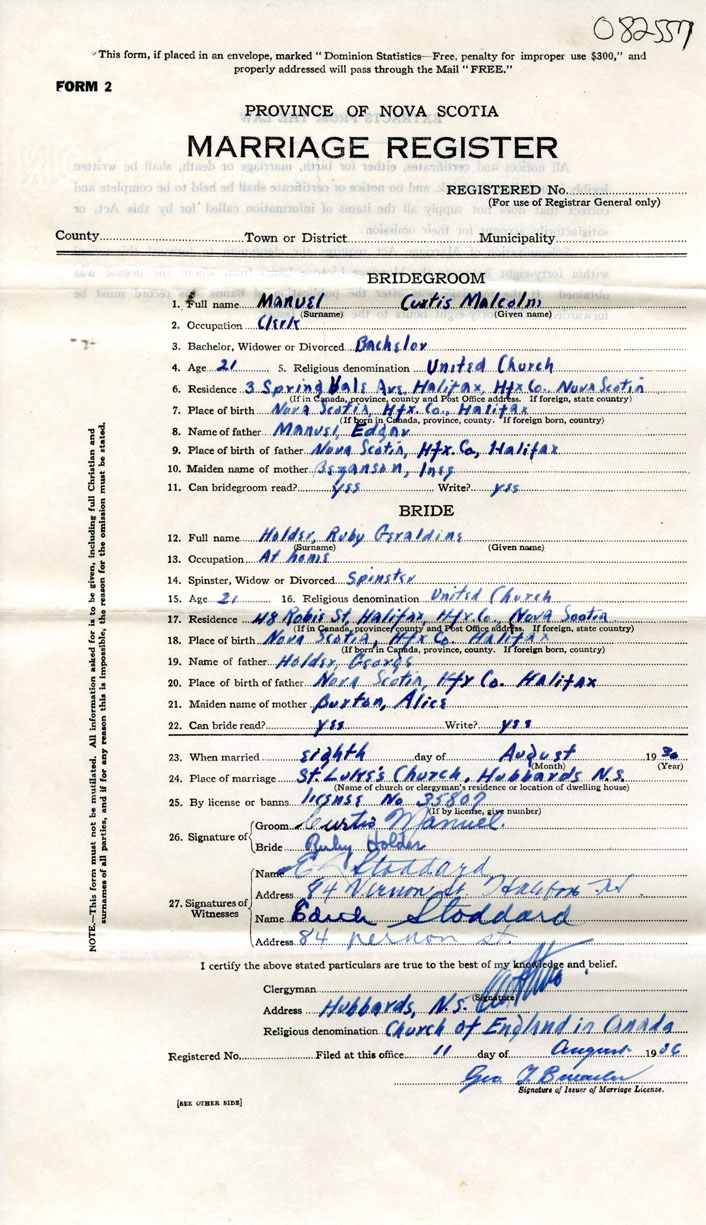 082557
This form, if placed in an envelope, marked "Dominion Statistics—Free, penalty for improper use $300," and
properly addressed will pass through the Mail "FREE."
FORM 2
PROVINCE OF NOVA SCOTIA
MARRIAGE REGISTER
REGISTERED No.
(For use of Registrar General only)
County Town or District Municipality
BRIDEGROOM
1. Full name Manuel Curtis Malcolm
(Surname) (Given name)
2. Occupation Clerk
3. Bachelor, Widower or Divorced Bachelor
4. Age 21 5. Religious denomination United Church
6. Residence 3 Spring Vale Ave, Halifax, Hfx Co. Nova Scotia
(If in Canada, province, county and Post Office address. If foreign, state country)
7. Place of birth Nova Scotia, Hfx. Co., Halifax
(If born in Canada, province, county. If foreign born, country)
8. Name of father Manuel, Edgar
9. Place of birth of father Nova Scotia, Hfx. Co, Halifax
10. Maiden name of mother Bezanson, Inez
11. Can bridegroom read? yes Write? yes
BRIDE
12. Full name Holder, Ruby Geraldine
(Surname) (Given name)
13. Occupation At home
14. Spinster, Widow or Divorced Spinster
15. Age 21 16. Religious denomination United Church
17. Residence 48 Robie St, Halifax, Hfx Co., Nova Scotia
(If in Canada, province, county and Post Office address. If foreign, state country)
18. Place of birth Nova Scotia, Hfx Co. Halifax
(If born in Canada, province, county. If foreign born, country)
19. Name of father Holder, George
20. Place of birth of father Nova Scotia, Hfx Co. Halifax
21. Maiden name of mother Burton, Alice
22. Can bride read? yes Write? yes
23. When married eighth day of August 19 36
(Month) (Year)
24. Place of marriage St. Luke's Church, Hubbards N.S.
(Name of church or clergyman's residence or location of dwelling house)
25. By license or banns license No 35807
(If by license, give number)
26. Signature of Groom Curtis Manuel
Bride Ruby Holder
27. Signatures of Witnesses
Name Stoddard
Address 84 Vernon St. Halifax N.S.
Name Edith Stoddard
Address 84 vernon st.
I certify the above stated particulars are true to the best of my knowledge and belief.
Clergyman
(Signature)
Address Hubbards, N.S.
Religious denomination Church of England in Canada
Registered No. Filed at this office 11 day of August 1936
Geo
Signature of Issuer of Marriage License.
[SEE OTHER SIDE]
NOTE.—This form must not be mutilated. All information asked for is to be given, including full Christian and
surnames of all parties, and if for any reason this is impossible, the reason for the omission must be stated.